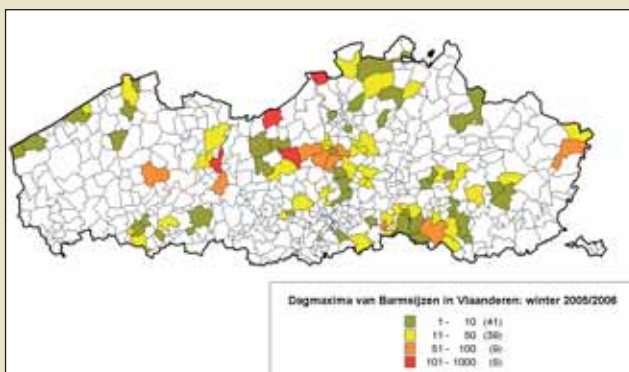 Dagmaxima van Barmsijzen in Vlaanderen: winter 2005/2006
1 - 10 (41)
11 - 50 (39)
51 - 100 (9)
101 - 1000 (5)